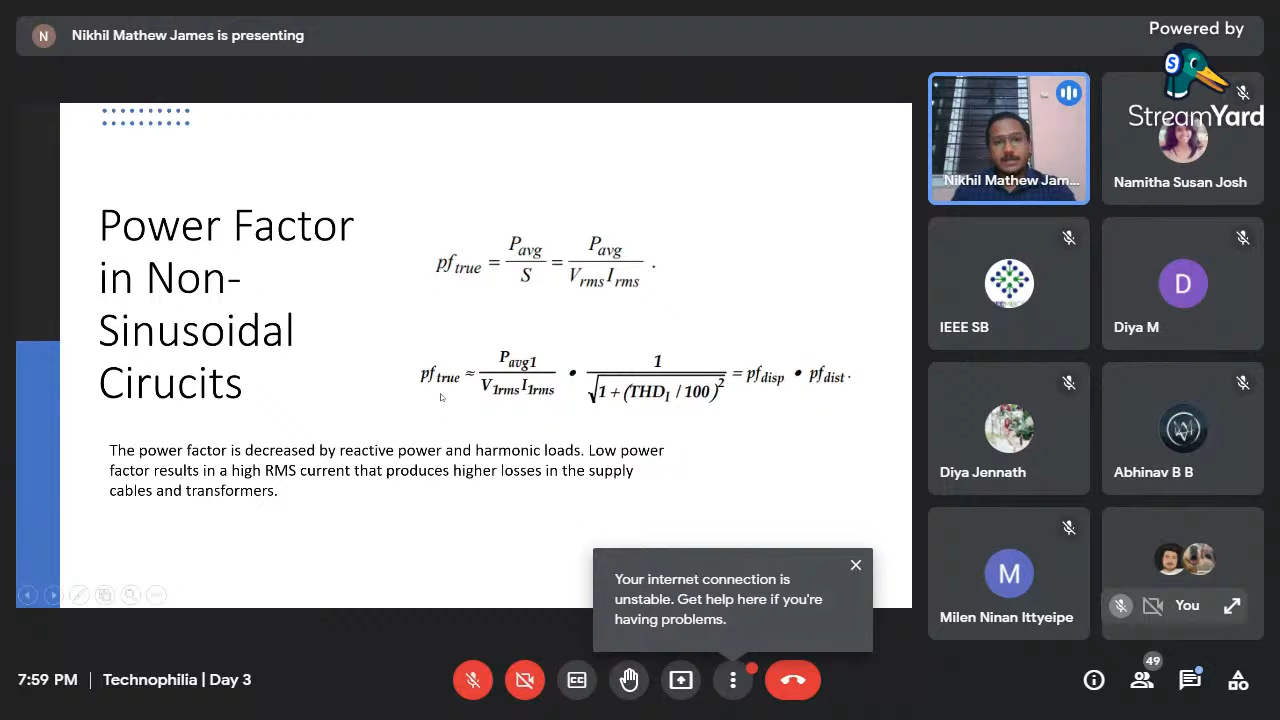 N
Nikhil Mathew James is presenting
Powered by
S
StreamYard
Power Factor
in Non-
Sinusoidal
Cirucits
pf_true = P_avg / S = P_avg / V_rms I_rms .
pf_true ≈ P_avg1 / V_1rms I_1rms • 1 / √1 + (THD_I / 100)^2 = pf_disp • pf_dist .
The power factor is decreased by reactive power and harmonic loads. Low power
factor results in a high RMS current that produces higher losses in the supply
cables and transformers.
Nikhil Mathew Jam...
Namitha Susan Josh
IEEE SB
D
Diya M
Diya Jennath
Abhinav B B
M
Milen Ninan Ittyeipe
You
Your internet connection is
unstable. Get help here if you're
having problems.
7:59 PM | Technophilia | Day 3
CC
49